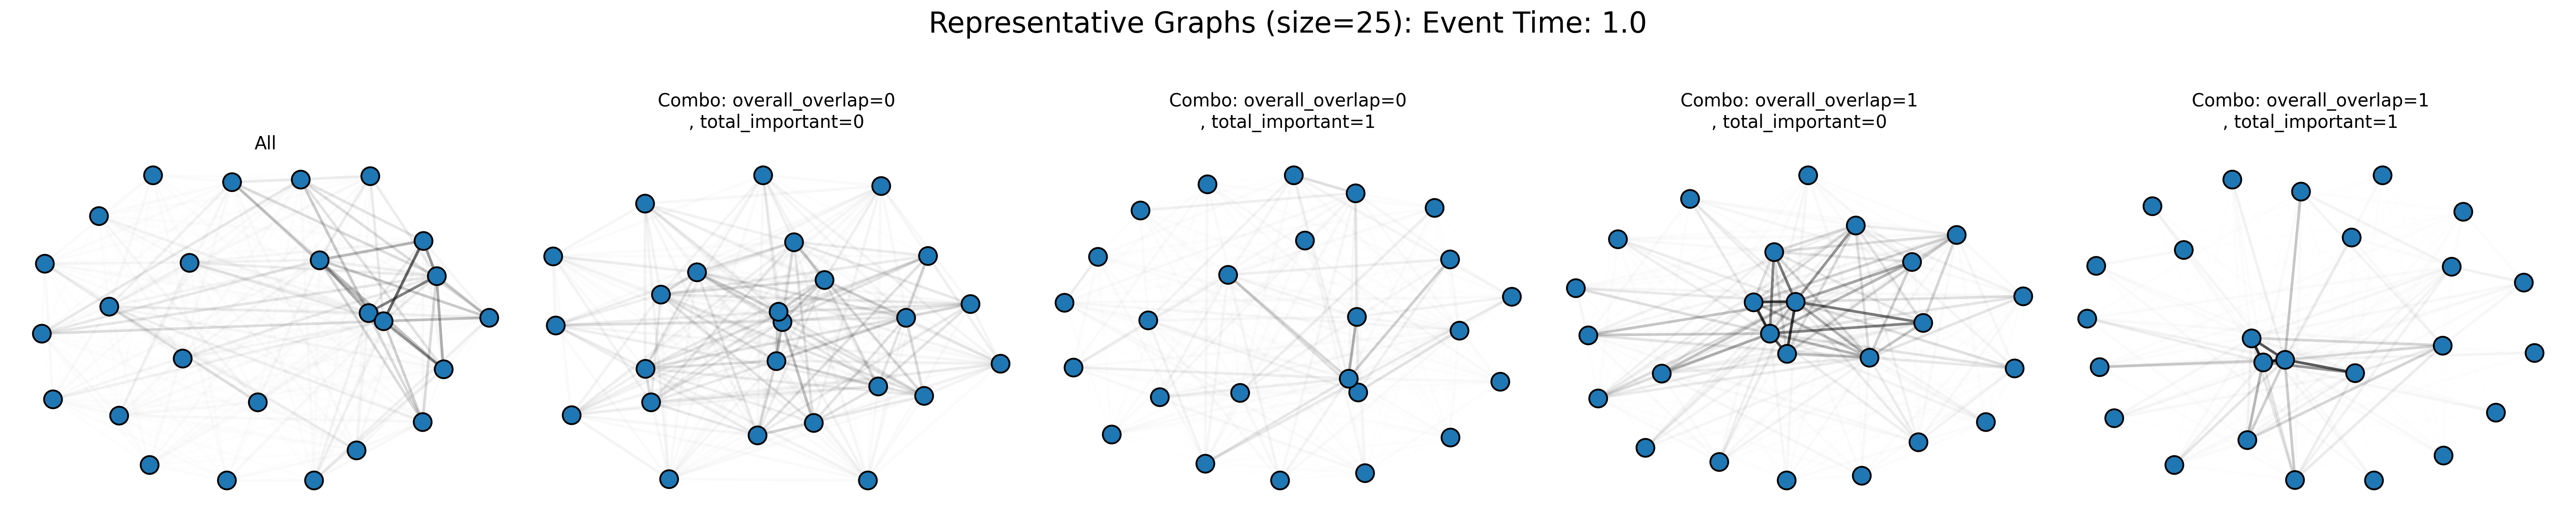 Representative Graphs (size=25): Event Time: 1.0
All
Combo: overall_overlap=0
, total_important=0
Combo: overall_overlap=0
, total_important=1
Combo: overall_overlap=1
, total_important=0
Combo: overall_overlap=1
, total_important=1